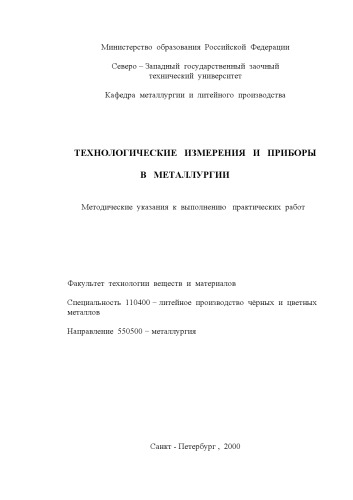 Министерство образования Российской Федерации
Северо – Западный государственный заочный
технический университет
Кафедра металлургии и литейного производства
ТЕХНОЛОГИЧЕСКИЕ ИЗМЕРЕНИЯ И ПРИБОРЫ
В МЕТАЛЛУРГИИ
Методические указания к выполнению практических работ
Факультет технологии веществ и материалов
Специальность 110400 – литейное производство чёрных и цветных
металлов
Направление 550500 – металлургия
Санкт - Петербург , 2000